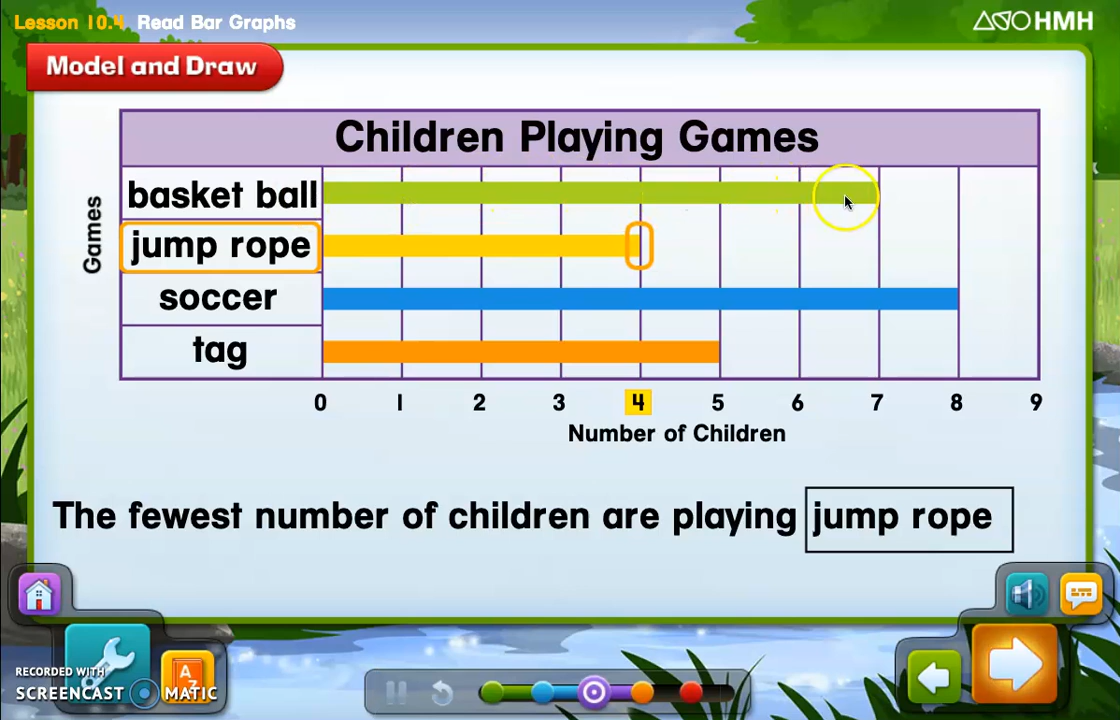 Lesson 10.4 Read Bar Graphs
HMH
Model and Draw
Children Playing Games
Games
basket ball
jump rope
soccer
tag
0 1 2 3 4 5 6 7 8 9
Number of Children
The fewest number of children are playing jump rope
A
Z
RECORDED WITH
SCREENCAST MATIC